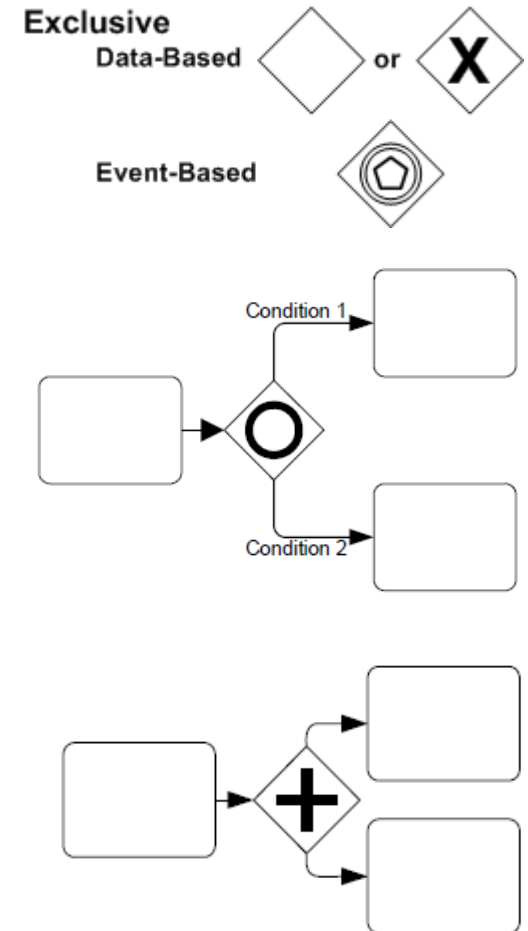 Exclusive
Data-Based or X
Event-Based
Condition 1
Condition 2